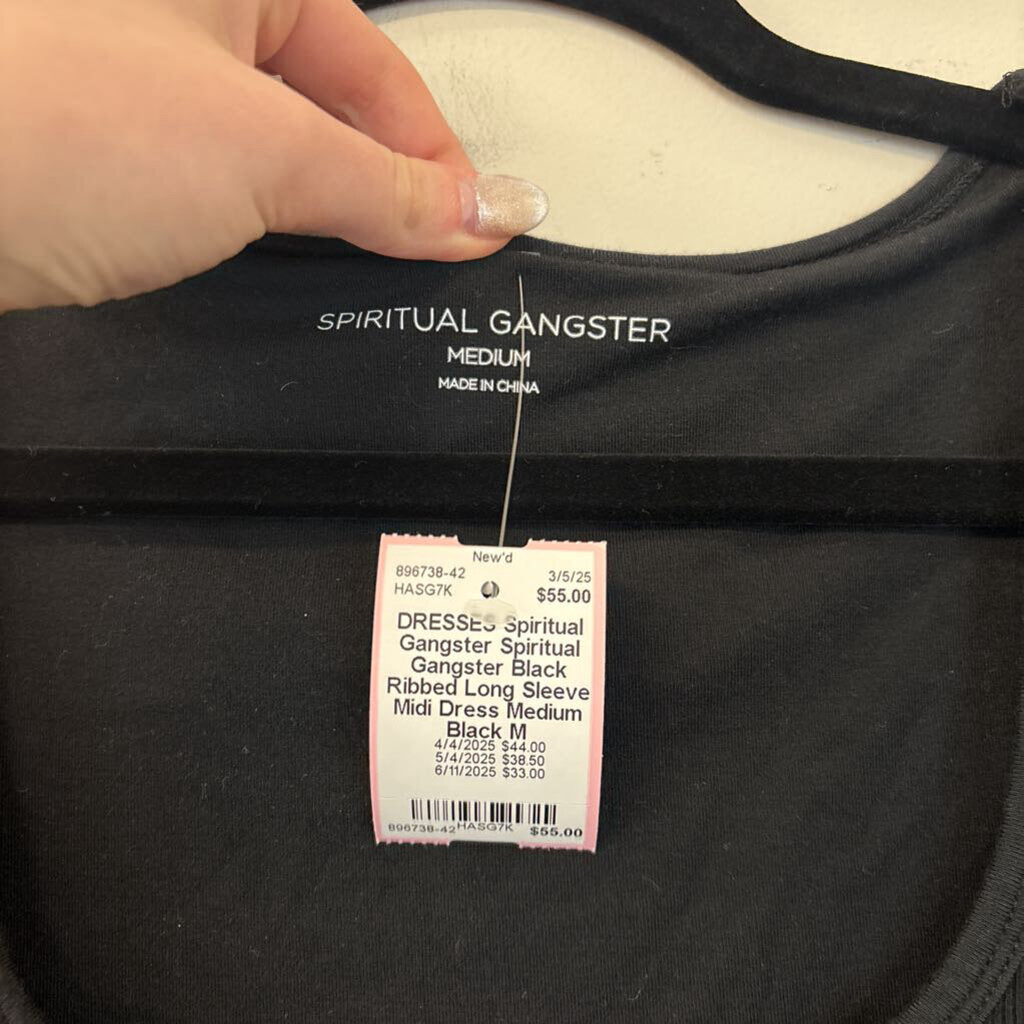 SPIRITUAL GANGSTER
MEDIUM
MADE IN CHINA
New'd
896738-42 3/5/25
HASG7K $55.00
DRESSES Spiritual
Gangster Spiritual
Gangster Black
Ribbed Long Sleeve
Midi Dress Medium
Black M
4/4/2025 $44.00
5/4/2025 $38.50
6/11/2025 $33.00
896738-42 HASG7K $55.00